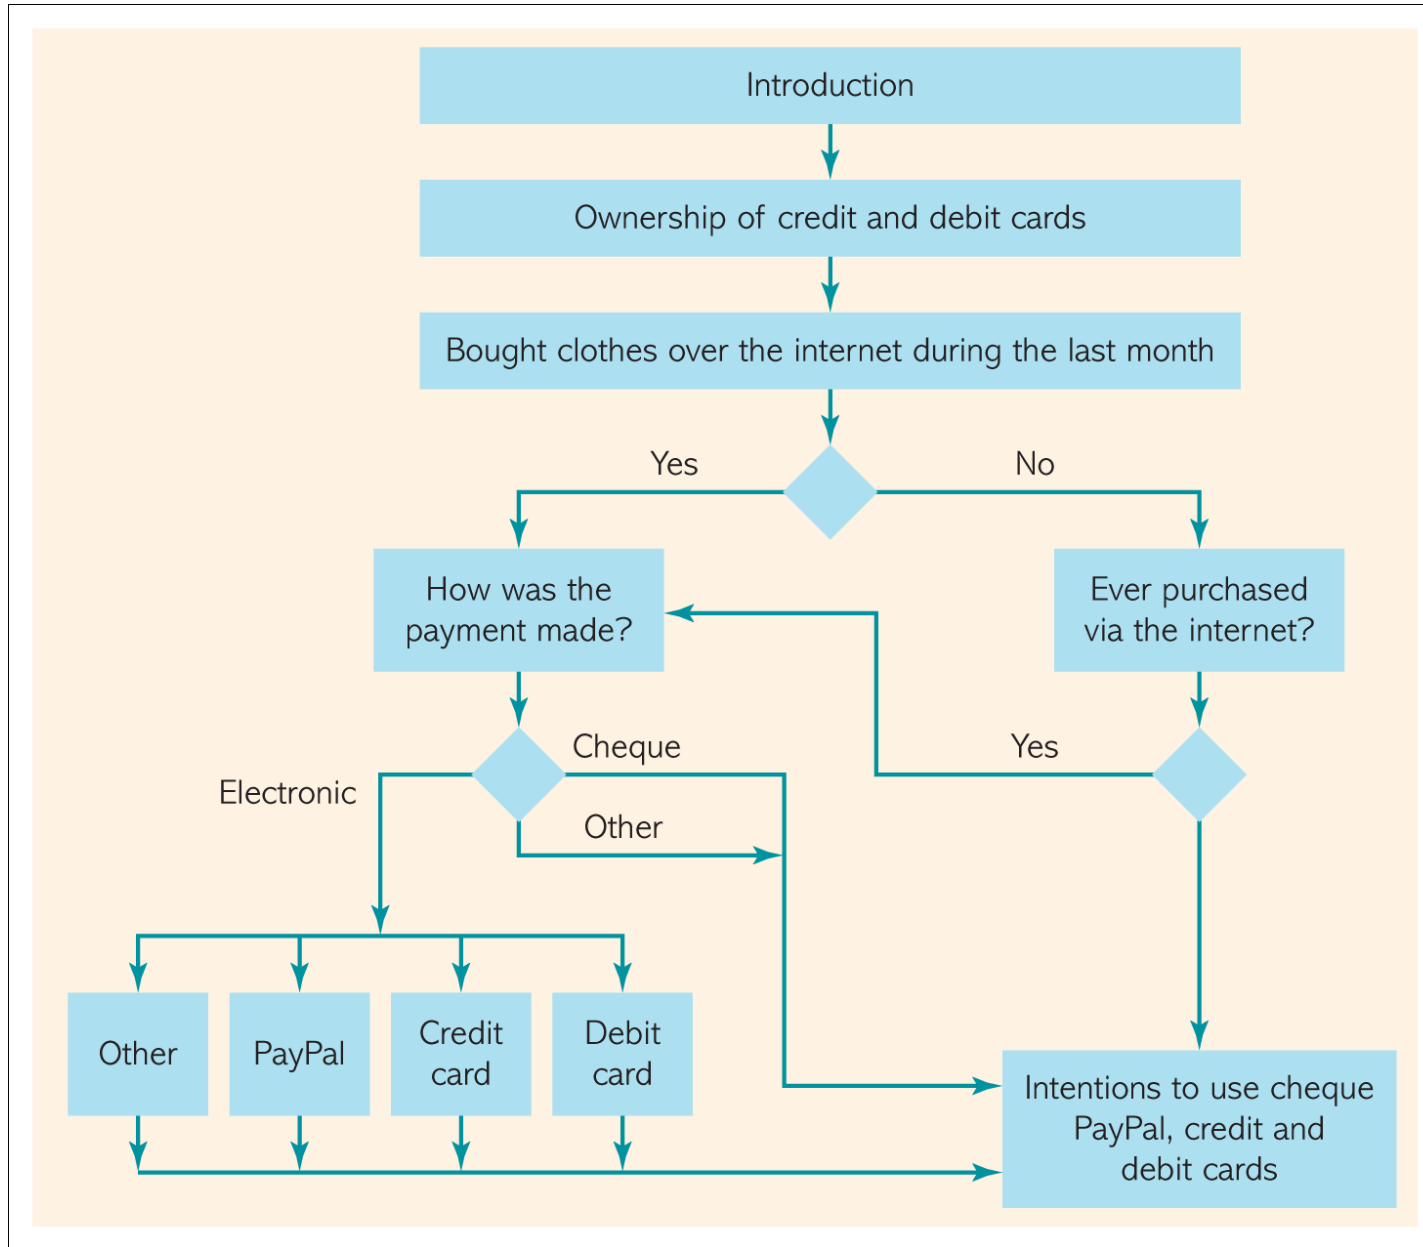 Introduction
Ownership of credit and debit cards
Bought clothes over the internet during the last month
Yes
No
How was the
payment made?
Ever purchased
via the internet?
Cheque
Yes
Electronic
Other
Other
PayPal
Credit
card
Debit
card
Intentions to use cheque
PayPal, credit and
debit cards